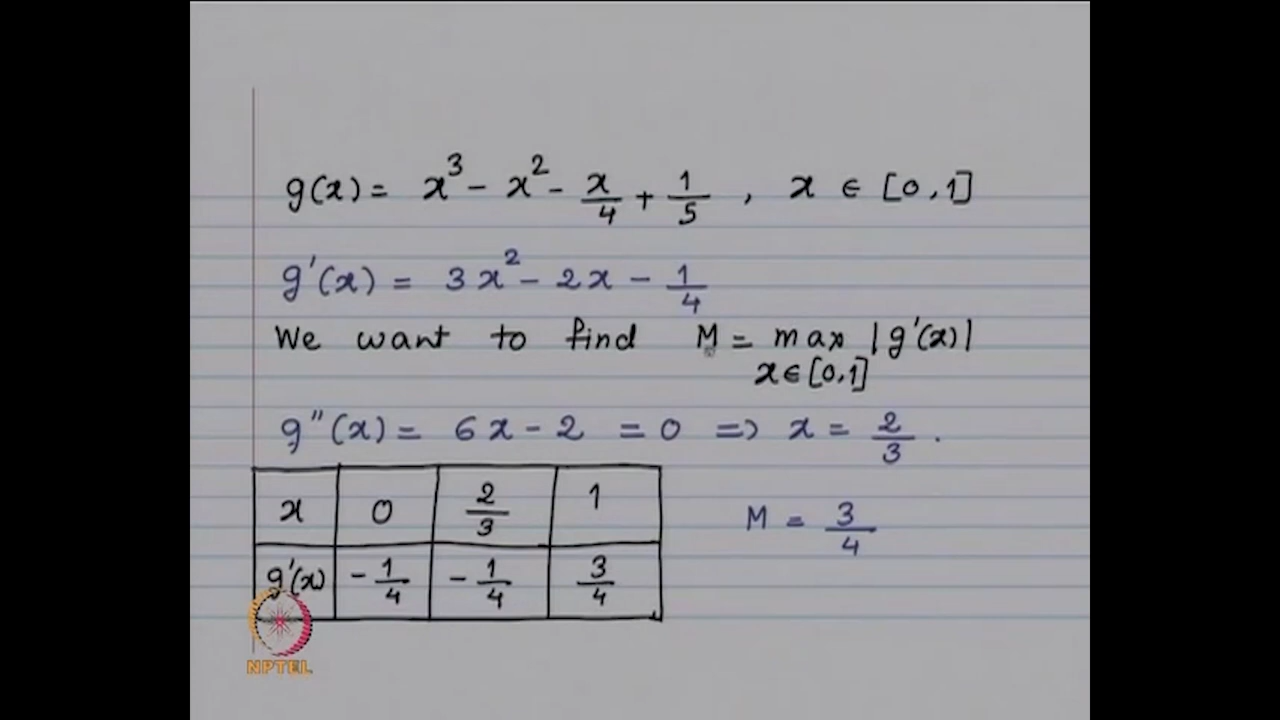 g(x) = x³ - x² - x/4 + 1/5 , x ∈ [0,1]
g'(x) = 3x² - 2x - 1/4
We want to find M = max |g'(x)|
x∈[0,1]
g''(x) = 6x - 2 = 0 => x = 2/3 .
x 0 2/3 1
M = 3/4
g'(x) -1/4 -1/4 3/4
NPTEL